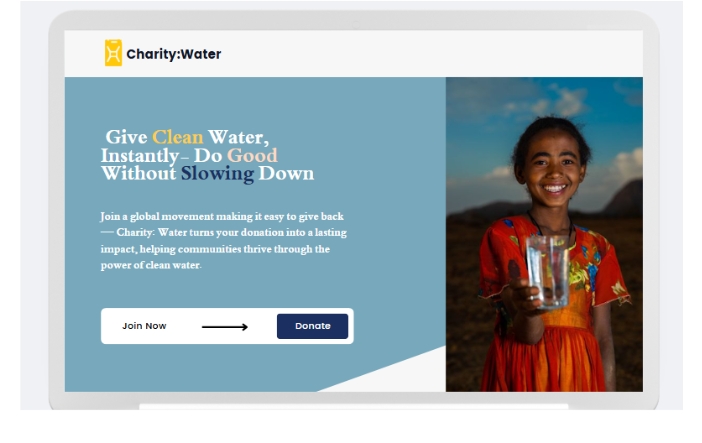 Charity:Water
Give Clean Water,
Instantly– Do Good
Without Slowing Down
Join a global movement making it easy to give back
— Charity: Water turns your donation into a lasting
impact, helping communities thrive through the
power of clean water.
Join Now
Donate